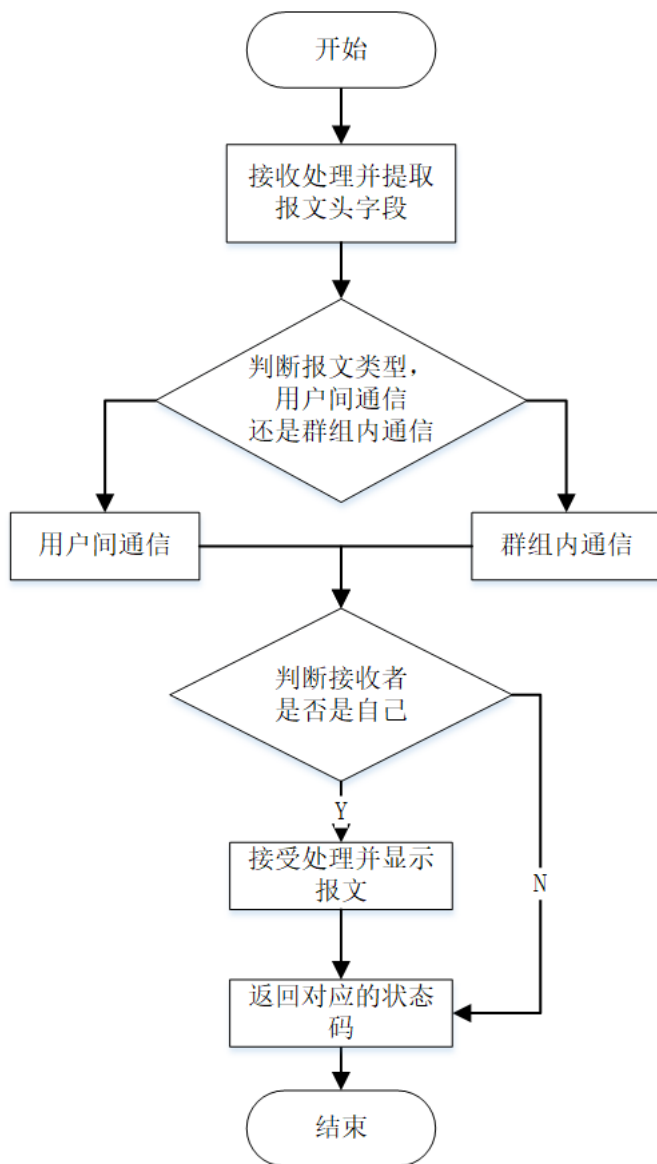 开始
接收处理并提取
报文头字段
判断报文类型，
用户间通信
还是群组内通信
用户间通信
群组内通信
判断接收者
是否是自己
Y
接受处理并显示
报文
N
返回对应的状态
码
结束